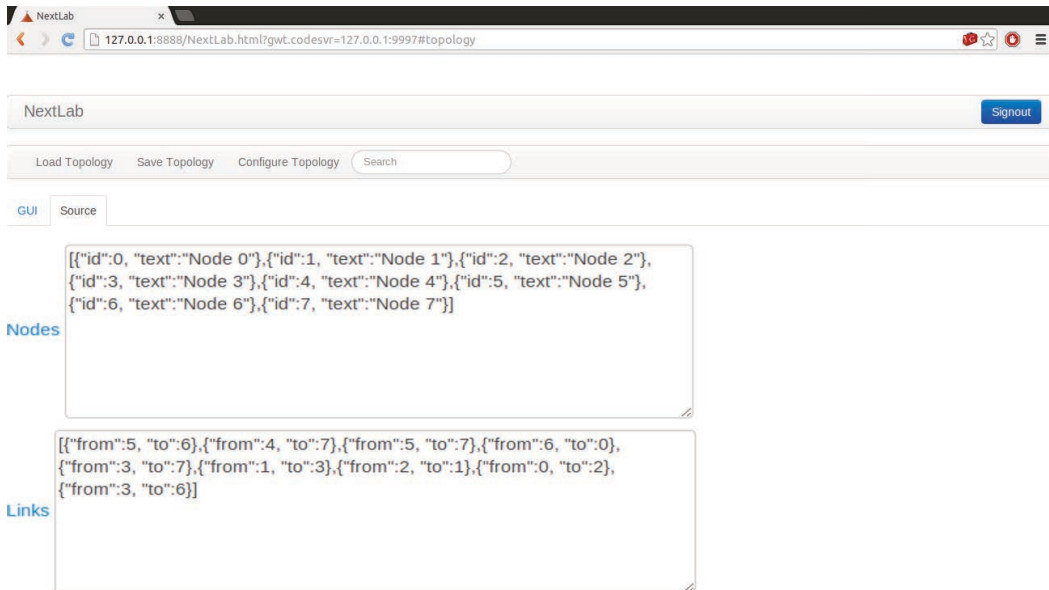 NextLab
127.0.0.1:8888/NextLab.html?gwt.codesvr=127.0.0.1:9997#topology
NextLab
Signout
Load Topology Save Topology Configure Topology Search
GUI Source
Nodes
[{"id":0, "text":"Node 0"},{"id":1, "text":"Node 1"},{"id":2, "text":"Node 2"},
{"id":3, "text":"Node 3"},{"id":4, "text":"Node 4"},{"id":5, "text":"Node 5"},
{"id":6, "text":"Node 6"},{"id":7, "text":"Node 7"}]
Links
[{"from":5, "to":6},{"from":4, "to":7},{"from":5, "to":7},{"from":6, "to":0},
{"from":3, "to":7},{"from":1, "to":3},{"from":2, "to":1},{"from":0, "to":2},
{"from":3, "to":6}]